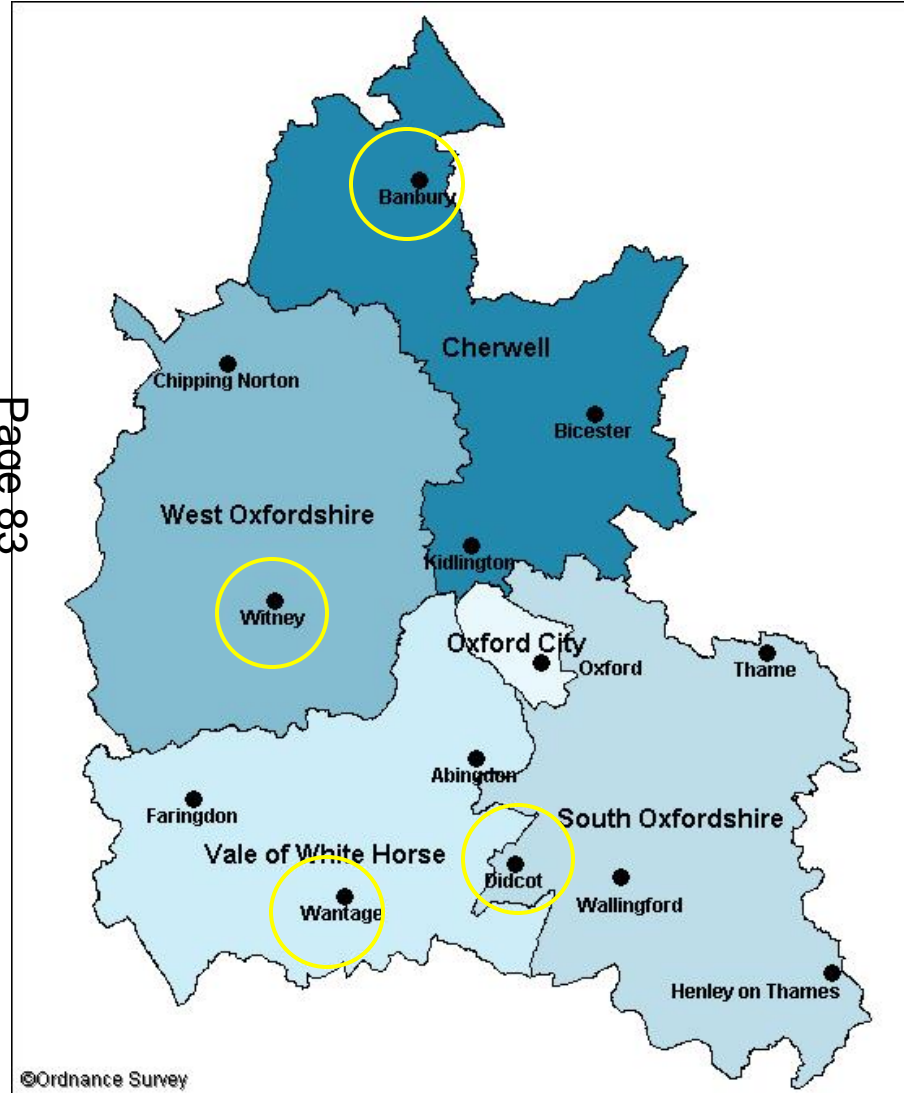 Banbury
Cherwell
Chipping Norton
Bicester
Page 83
West Oxfordshire
Kidlington
Witney
Oxford City
Oxford
Thame
Abingdon
Faringdon
South Oxfordshire
Vale of White Horse
Didcot
Wallingford
Wantage
Henley on Thames
©Ordnance Survey